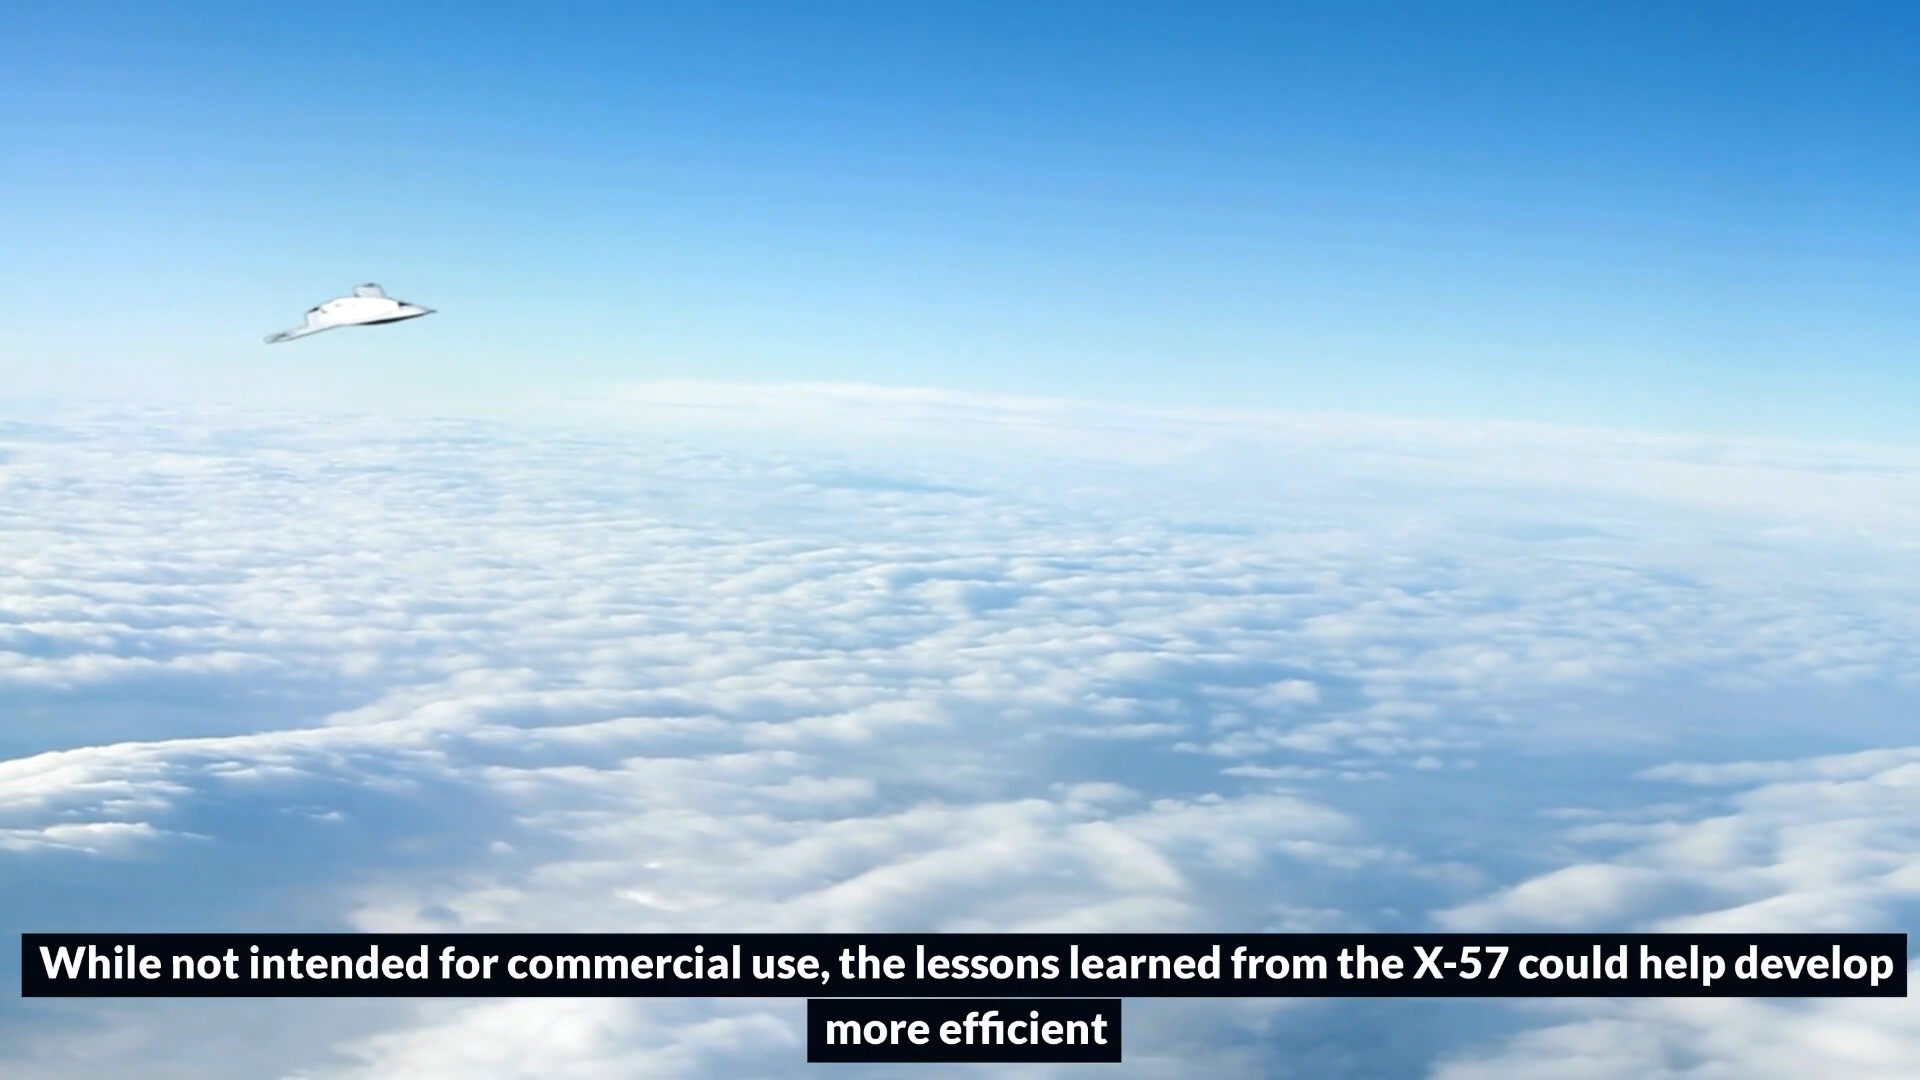 While not intended for commercial use, the lessons learned from the X-57 could help develop
more efficient